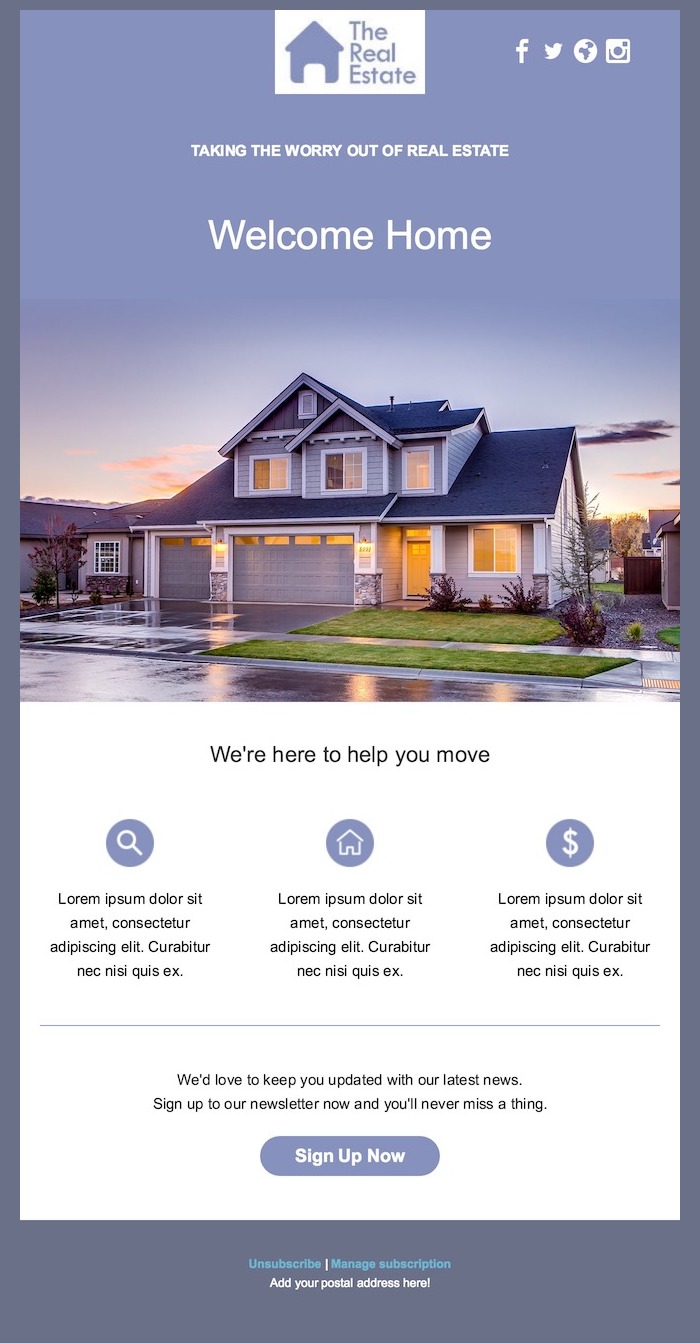 The
Real
Estate
TAKING THE WORRY OUT OF REAL ESTATE
Welcome Home
We're here to help you move
$
Lorem ipsum dolor sit
amet, consectetur
adipiscing elit. Curabitur
nec nisi quis ex.
Lorem ipsum dolor sit
amet, consectetur
adipiscing elit. Curabitur
nec nisi quis ex.
Lorem ipsum dolor sit
amet, consectetur
adipiscing elit. Curabitur
nec nisi quis ex.
We'd love to keep you updated with our latest news.
Sign up to our newsletter now and you'll never miss a thing.
Sign Up Now
Unsubscribe | Manage subscription
Add your postal address here!